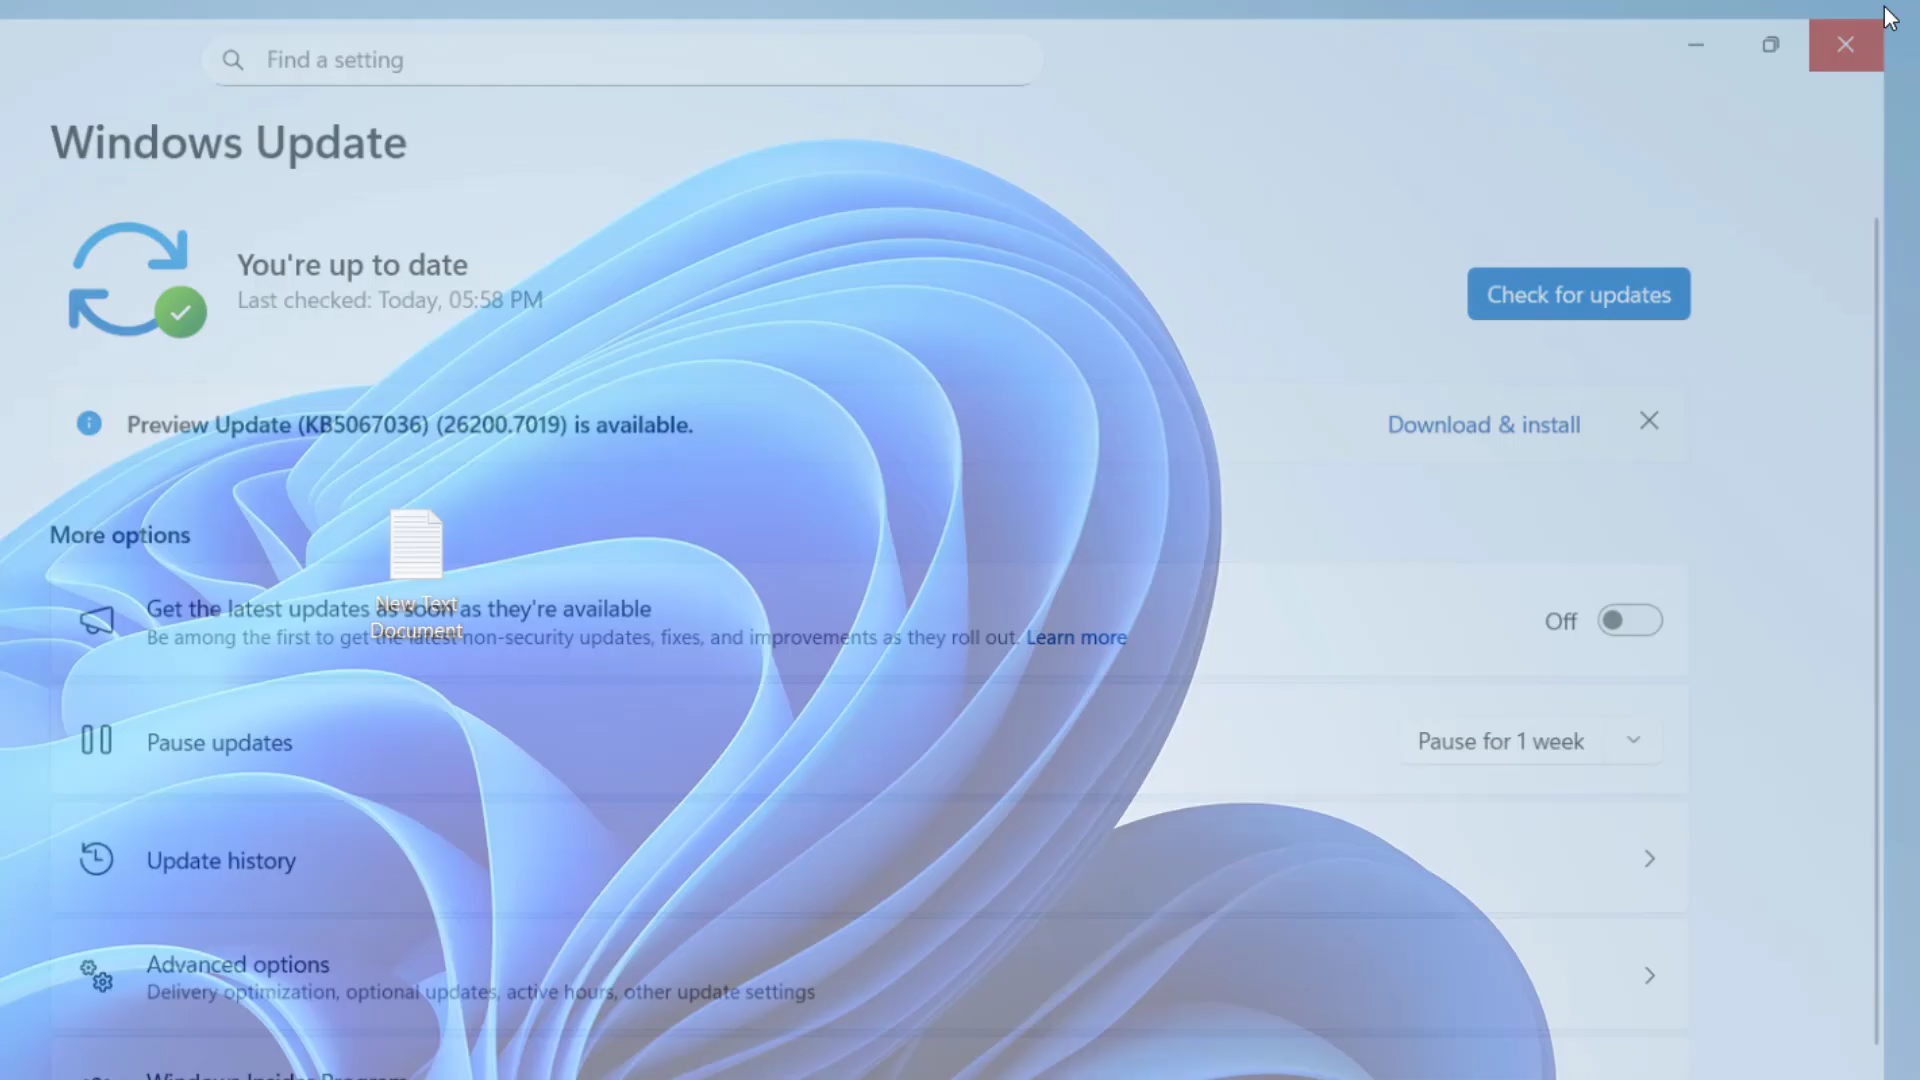 Find a setting
Windows Update
You're up to date
Last checked: Today, 05:58 PM
Check for updates
Preview Update (KB5067036) (26200.7019) is available.
Download & install
More options
New Text
Document
Get the latest updates as soon as they're available
Be among the first to get the latest non-security updates, fixes, and improvements as they roll out. Learn more
Off
Pause updates
Pause for 1 week
Update history
Advanced options
Delivery optimization, optional updates, active hours, other update settings
Windows Insider Program